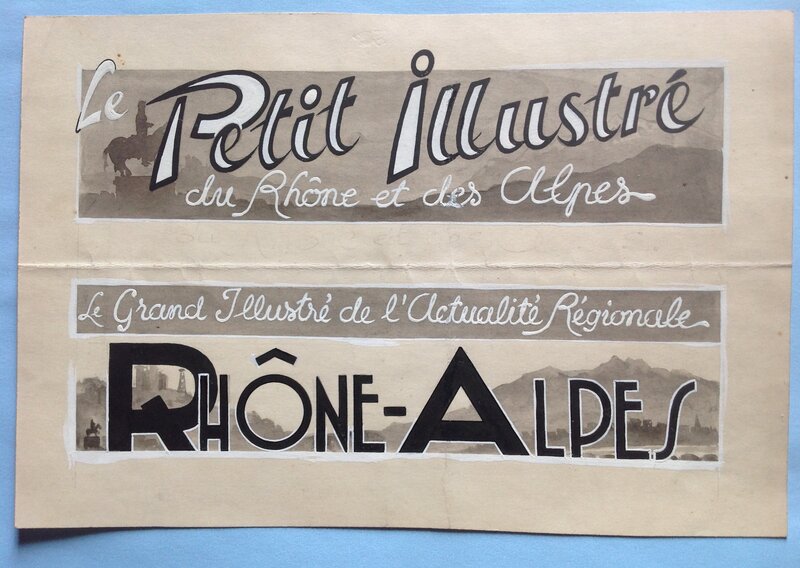 Le Petit Illustré
du Rhône et des Alpes
Le Grand Illustré de l'Actualité Régionale
RHÔNE-ALPES